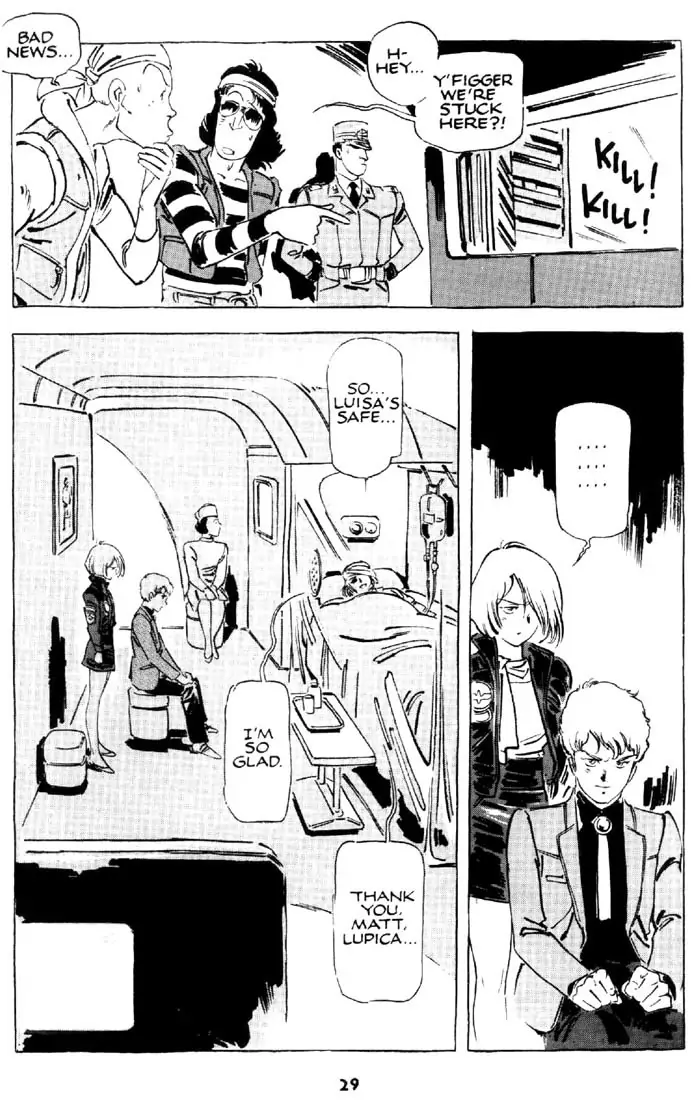 BAD
NEWS...
H-
HEY...
Y'FIGGER
WE'RE
STUCK
HERE?!
KILL!
KILL!
SO...
LUISA'S
SAFE...
I'M
SO
GLAD.
THANK
YOU,
MATT,
LUPICA...
....
....
....
29